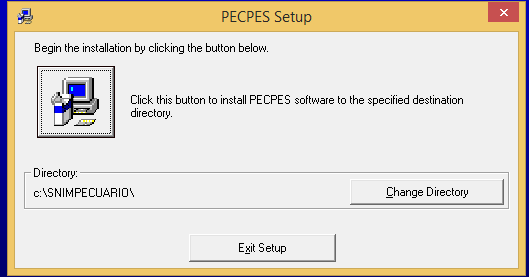 PECPES Setup
Begin the installation by clicking the button below.
Click this button to install PECPES software to the specified destination
directory.
Directory:
c:\SNIMPECUARIO\
Change Directory
Exit Setup